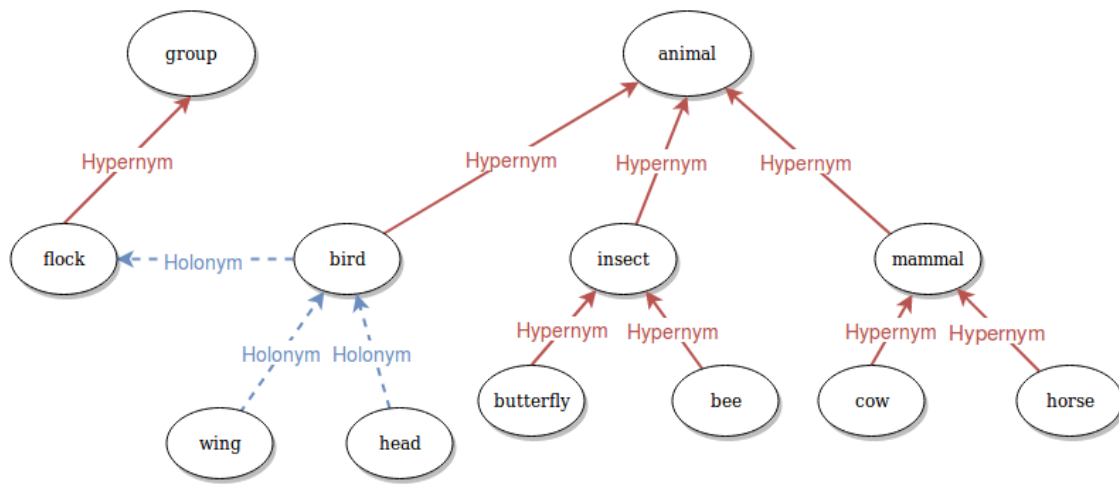 group
animal
Hypernym
Hypernym
Hypernym
Hypernym
flock
Holonym
bird
insect
mammal
Hypernym
Hypernym
Hypernym
Hypernym
Holonym
Holonym
butterfly
bee
cow
horse
wing
head